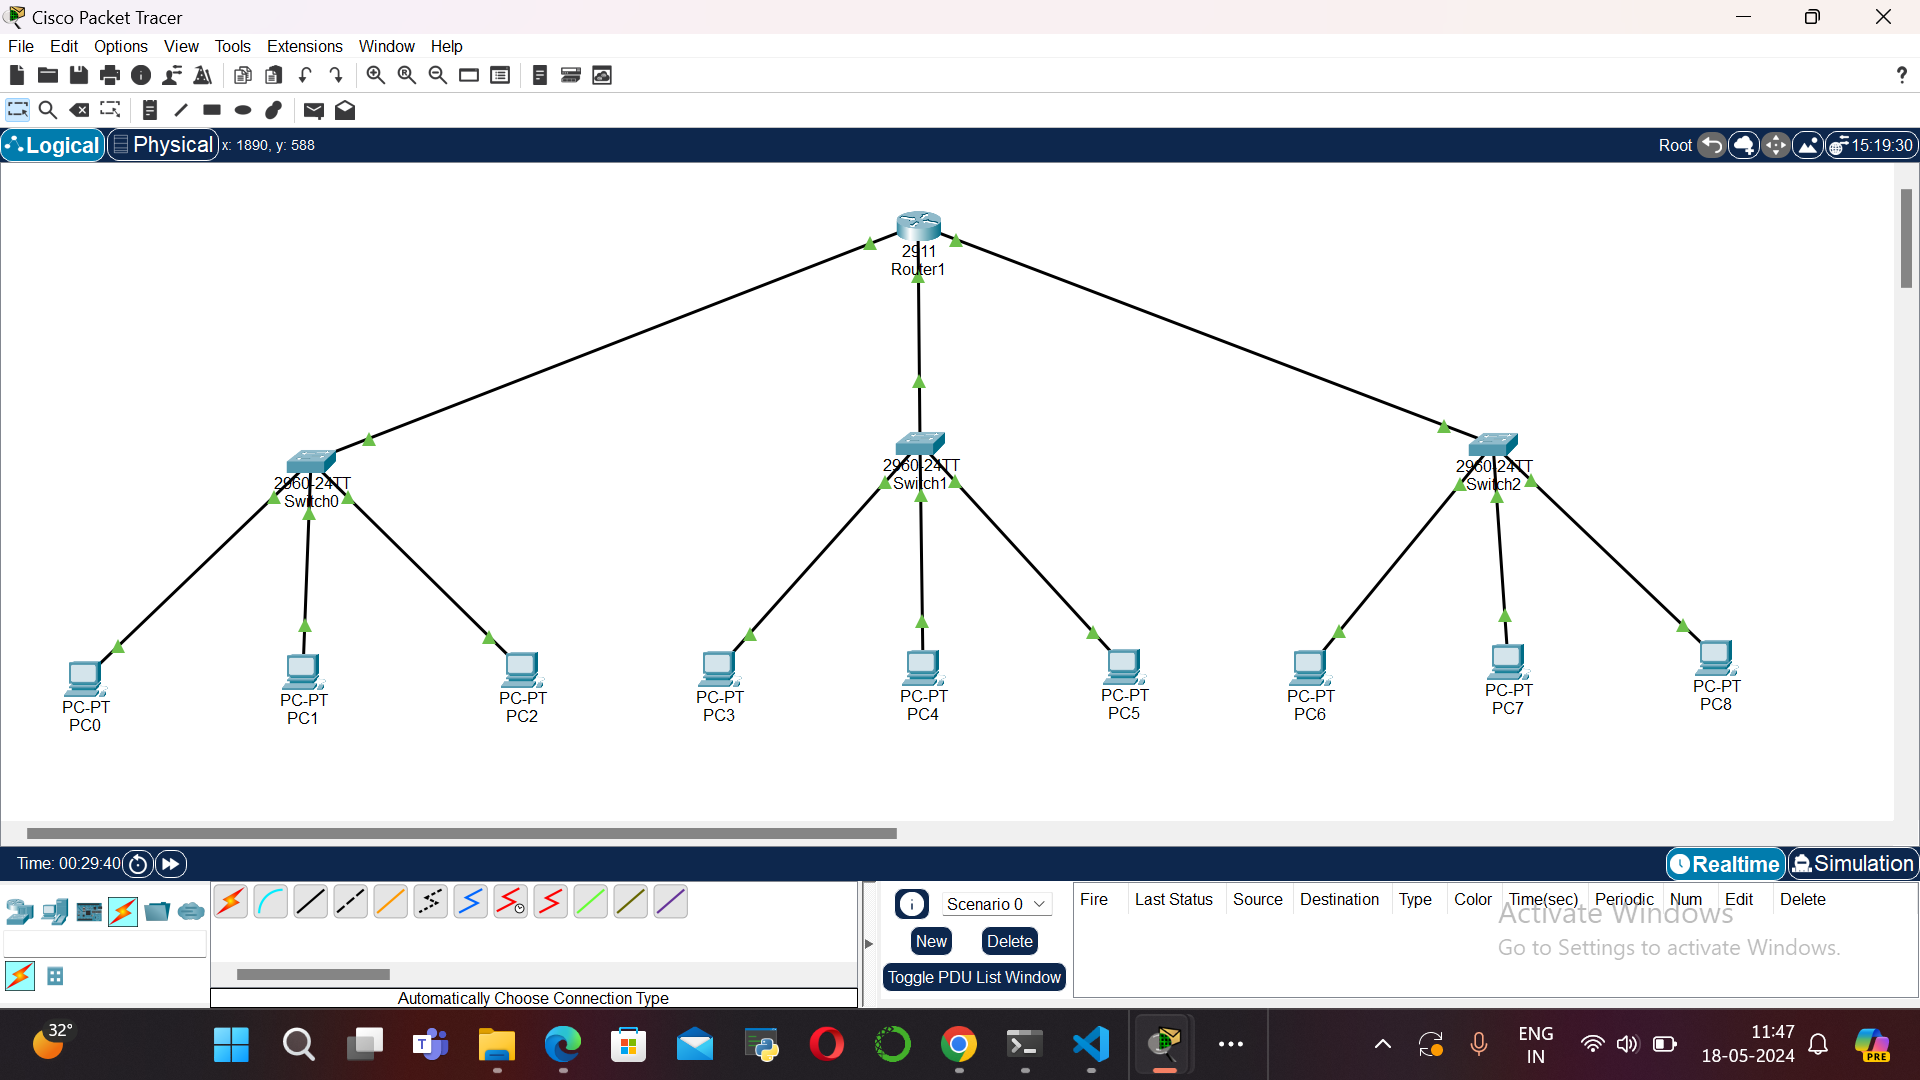 Cisco Packet Tracer
File Edit Options View Tools Extensions Window Help
?
Logical Physical x: 1890, y: 588 Root 15:19:30
2911
Router1
2960-24TT
Switch0
2960-24TT
Switch1
2960-24TT
Switch2
PC-PT
PC0
PC-PT
PC1
PC-PT
PC2
PC-PT
PC3
PC-PT
PC4
PC-PT
PC5
PC-PT
PC6
PC-PT
PC7
PC-PT
PC8
Time: 00:29:40 Realtime Simulation
Scenario 0
New Delete
Toggle PDU List Window
Fire Last Status Source Destination Type Color Time(sec) Periodic Num Edit Delete
Activate Windows
Go to Settings to activate Windows.
Automatically Choose Connection Type
32°
ENG
IN
11:47
18-05-2024
PRE